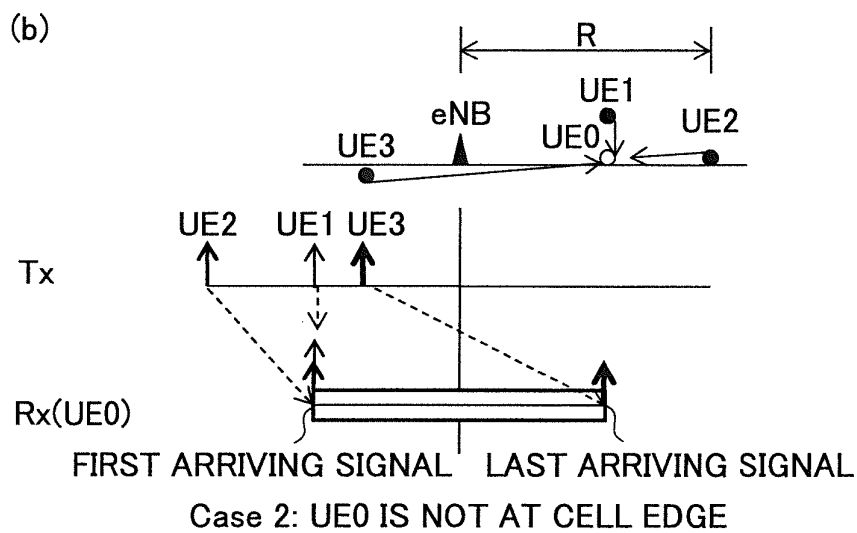 (b)
R
UE1
eNB
UE0
UE2
UE3
UE2 UE1 UE3
Tx
Rx(UE0)
FIRST ARRIVING SIGNAL LAST ARRIVING SIGNAL
Case 2: UE0 IS NOT AT CELL EDGE